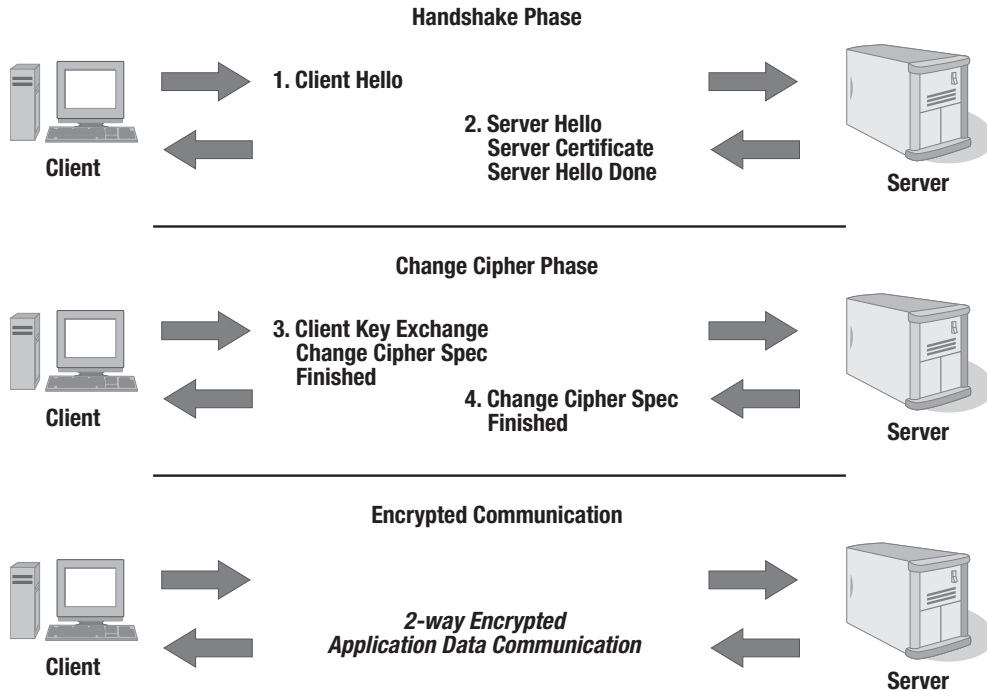 Handshake Phase
1. Client Hello
2. Server Hello
Server Certificate
Server Hello Done
Client
Server
Change Cipher Phase
3. Client Key Exchange
Change Cipher Spec
Finished
4. Change Cipher Spec
Finished
Client
Server
Encrypted Communication
2-way Encrypted
Application Data Communication
Client
Server